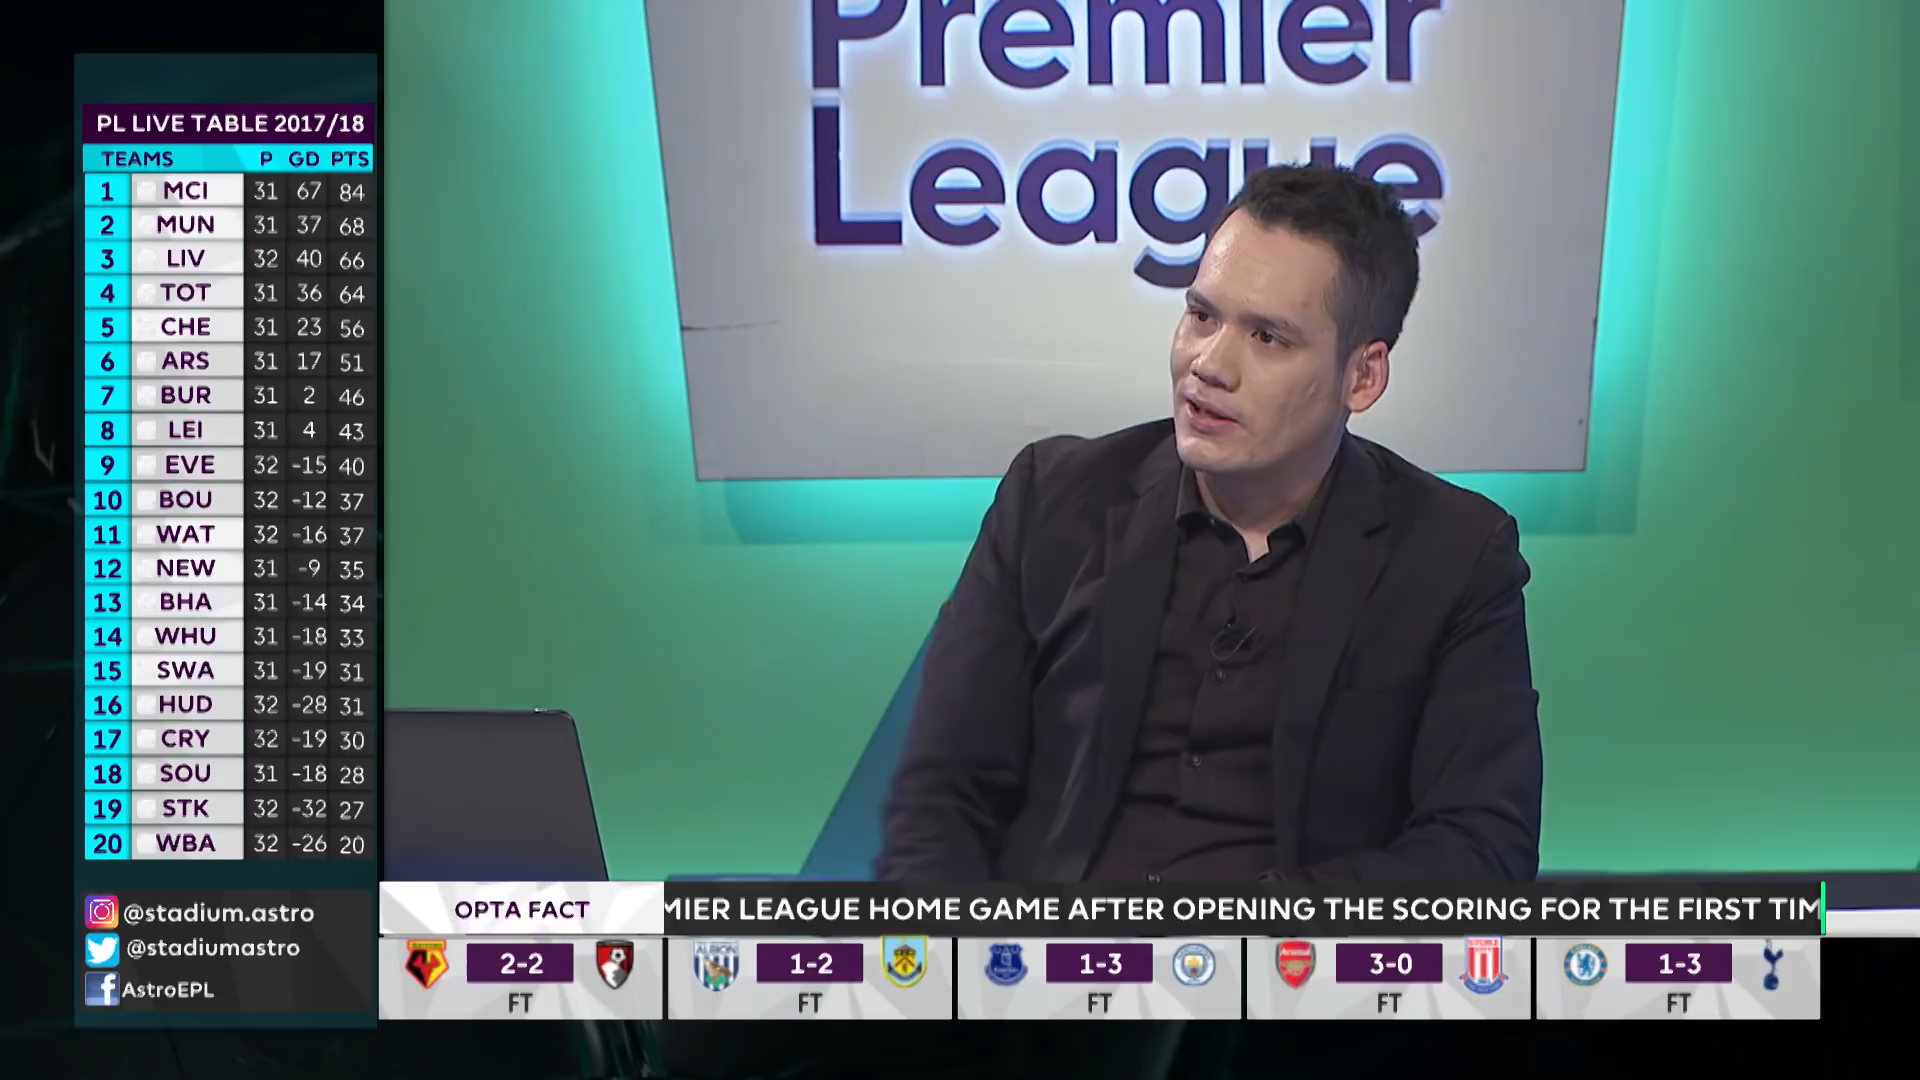 Premier
League
PL LIVE TABLE 2017/18
TEAMS P GD PTS
1 MCI 31 67 84
2 MUN 31 37 68
3 LIV 32 40 66
4 TOT 31 36 64
5 CHE 31 23 56
6 ARS 31 17 51
7 BUR 31 2 46
8 LEI 31 4 43
9 EVE 32 -15 40
10 BOU 32 -12 37
11 WAT 32 -16 37
12 NEW 31 -9 35
13 BHA 31 -14 34
14 WHU 31 -18 33
15 SWA 31 -19 31
16 HUD 32 -28 31
17 CRY 32 -19 30
18 SOU 31 -18 28
19 STK 32 -32 27
20 WBA 32 -26 20
@stadium.astro
@stadiumastro
AstroEPL
OPTA FACT MIER LEAGUE HOME GAME AFTER OPENING THE SCORING FOR THE FIRST TIM
2-2 ALBION 1-2 1-3 Arsenal 3-0 1-3
FT FT FT FT FT